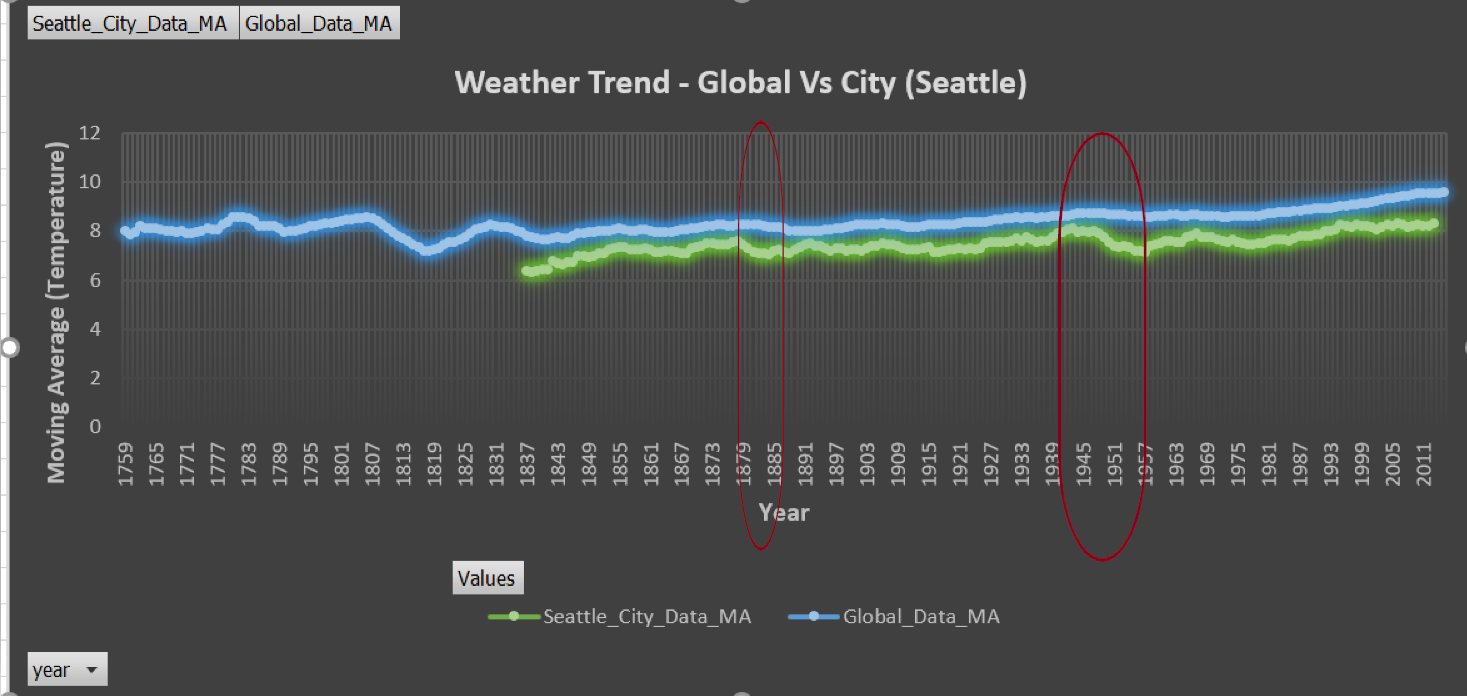 Seattle_City_Data_MA Global_Data_MA
Weather Trend - Global Vs City (Seattle)
Moving Average (Temperature)
12
10
8
6
4
2
0
1759 1765 1771 1777 1783 1789 1795 1801 1807 1813 1819 1825 1831 1837 1843 1849 1855 1861 1867 1873 1879 1885 1891 1897 1903 1909 1915 1921 1927 1933 1939 1945 1951 1957 1963 1969 1975 1981 1987 1993 1999 2005 2011
Year
Values
Seattle_City_Data_MA Global_Data_MA
year